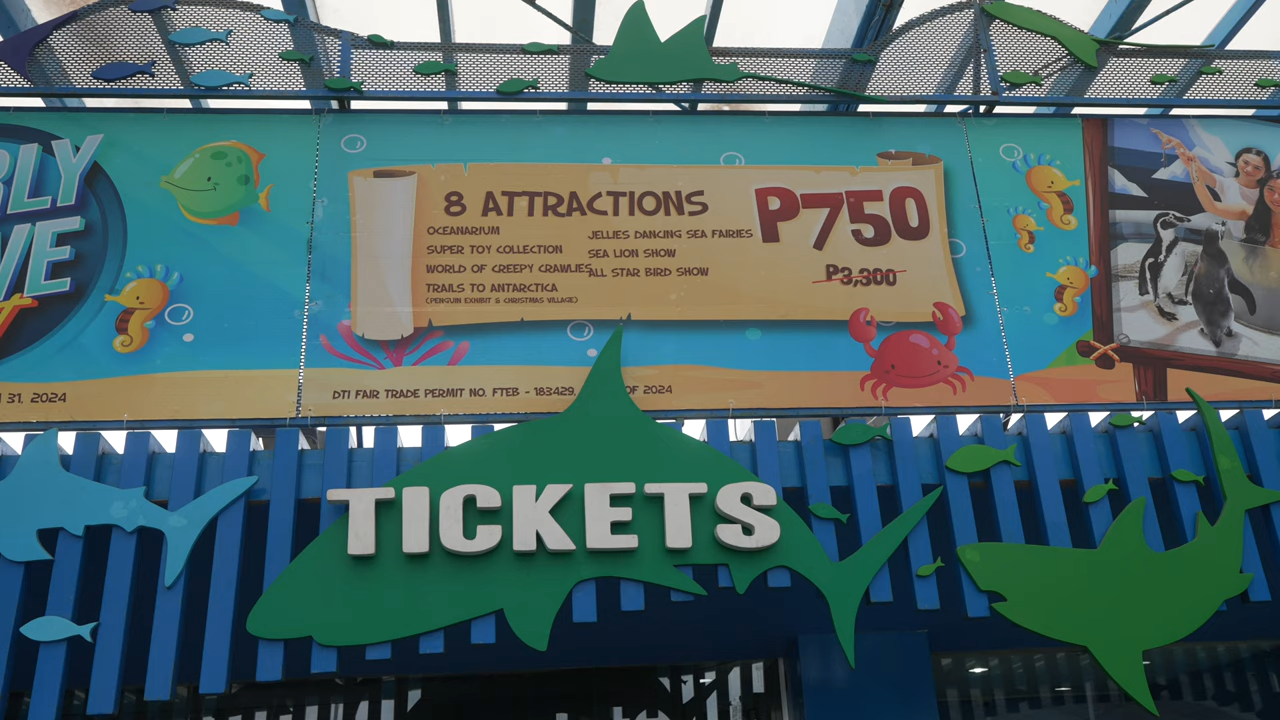 8 ATTRACTIONS
P750
OCEANARIUM
SUPER TOY COLLECTION
WORLD OF CREEPY CRAWLIES
TRAILS TO ANTARCTICA
(PENGUIN EXHIBIT & CHRISTMAS VILLAGE)
JELLIES DANCING SEA FAIRIES
SEA LION SHOW
ALL STAR BIRD SHOW
P3,300
31, 2024
DTI FAIR TRADE PERMIT NO. FTEB - 183429, OF 2024
TICKETS